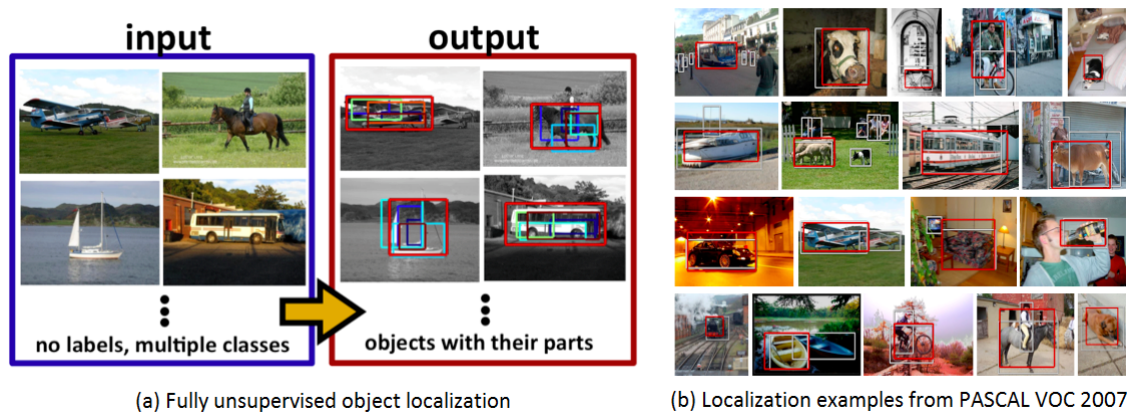 input
output
no labels, multiple classes
objects with their parts
(a) Fully unsupervised object localization
(b) Localization examples from PASCAL VOC 2007